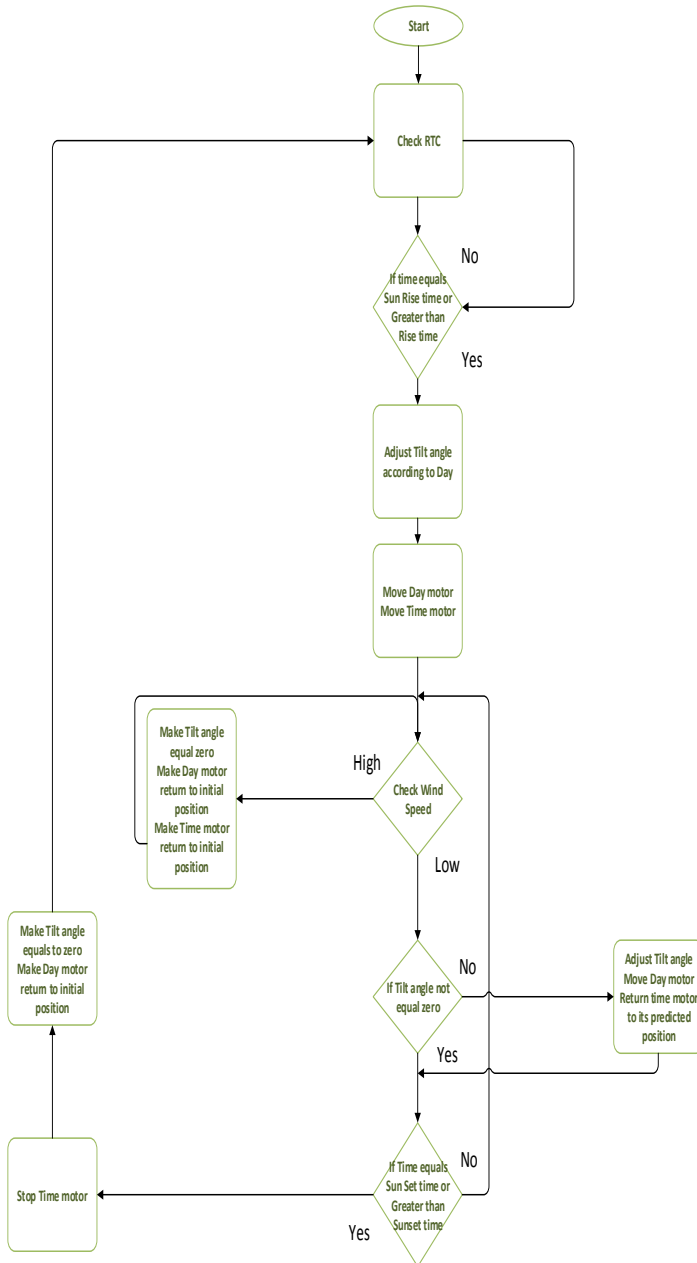 Start
Check RTC
No
If time equals
Sun Rise time or
Greater than
Rise time
Yes
Adjust Tilt angle
according to Day
Move Day motor
Move Time motor
Make Tilt angle
equal zero
Make Day motor
return to initial
position
Make Time motor
return to initial
position
High
Check Wind
Speed
Low
Make Tilt angle
equals to zero
Make Day motor
return to initial
position
If Tilt angle not
equal zero
No
Adjust Tilt angle
Move Day motor
Return time motor
to its predicted
position
Yes
Stop Time motor
If Time equals
Sun Set time or
Greater than
Sunset time
No
Yes